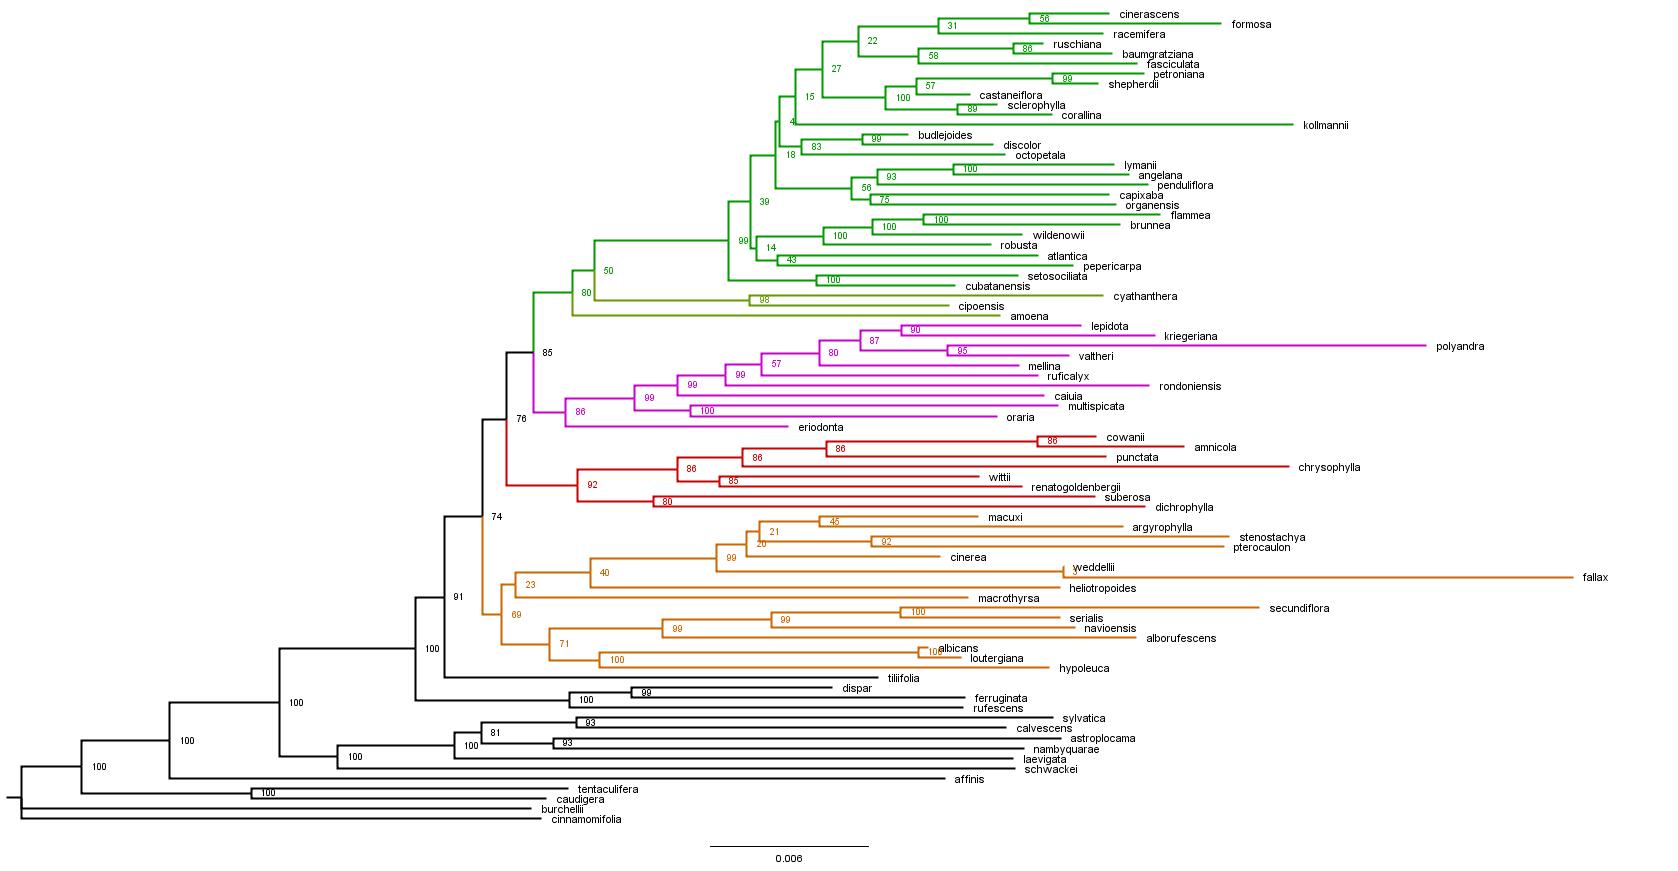 cinerascens
56
formosa
31
racemifera
22
ruschiana
86
baumgratziana
58
fasciculata
27
petroniana
99
shepherdii
57
castaneiflora
15
100
sclerophylla
89
corallina
4
kollmannii
budlejoides
99
discolor
83
18
octopetala
lymanii
100
angelana
93
penduliflora
56
capixaba
75
organensis
39
flammea
100
brunnea
100
wildenowii
100
robusta
99
14
atlantica
43
pepericarpa
setosociliata
100
cubatanensis
50
80
cyathanthera
98
cipoensis
amoena
lepidota
90
kriegeriana
87
polyandra
95
valtheri
80
85
mellina
57
ruficalyx
99
rondoniensis
99
caiuia
99
multispicata
100
oraria
86
eriodonta
76
cowanii
86
amnicola
86
punctata
86
chrysophylla
86
wittii
85
renatogoldenbergii
92
suberosa
80
dichrophylla
74
macuxi
45
argyrophylla
21
stenostachya
92
pterocaulon
20
cinerea
99
weddellii
3
fallax
40
heliotropoides
23
macrothyrsa
91
69
secundiflora
100
serialis
99
navioensis
99
alborufescens
71
albicans
100
loutergiana
100
hypoleuca
100
tiliifolia
dispar
99
ferruginata
100
rufescens
100
sylvatica
93
calvescens
81
astroplocama
93
nambyquarae
100
laevigata
100
schwackei
100
affinis
100
tentaculifera
100
caudigera
burchellii
cinnamomifolia
0.006